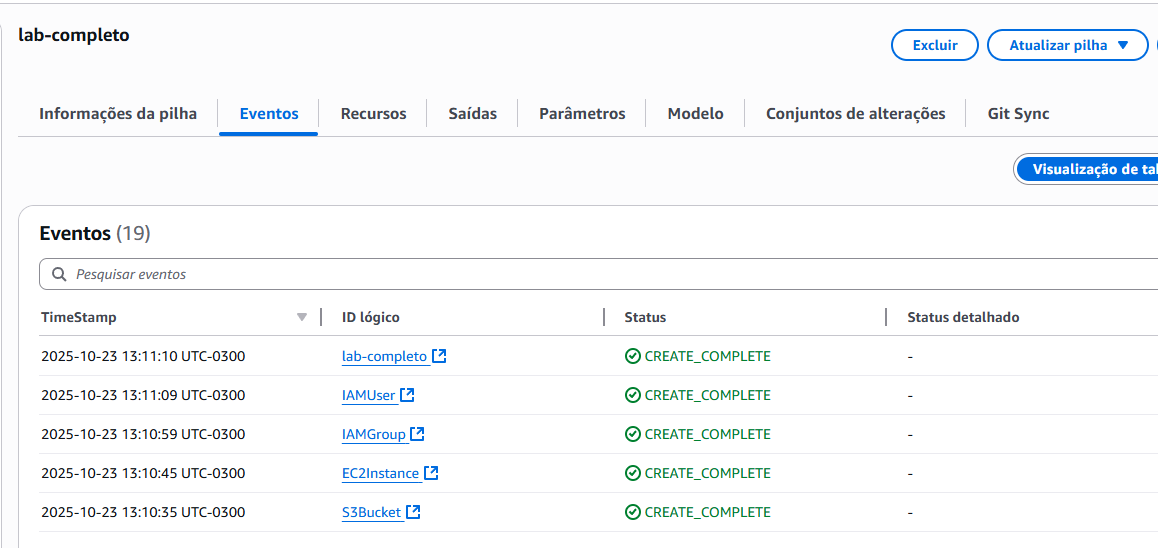 lab-completo
Excluir
Atualizar pilha
Informações da pilha Eventos Recursos Saídas Parâmetros Modelo Conjuntos de alterações Git Sync
Visualização de
Eventos (19)
Pesquisar eventos
TimeStamp ID lógico Status Status detalhado
2025-10-23 13:11:10 UTC-0300 lab-completo CREATE_COMPLETE -
2025-10-23 13:11:09 UTC-0300 IAMUser CREATE_COMPLETE -
2025-10-23 13:10:59 UTC-0300 IAMGroup CREATE_COMPLETE -
2025-10-23 13:10:45 UTC-0300 EC2Instance CREATE_COMPLETE -
2025-10-23 13:10:35 UTC-0300 S3Bucket CREATE_COMPLETE -